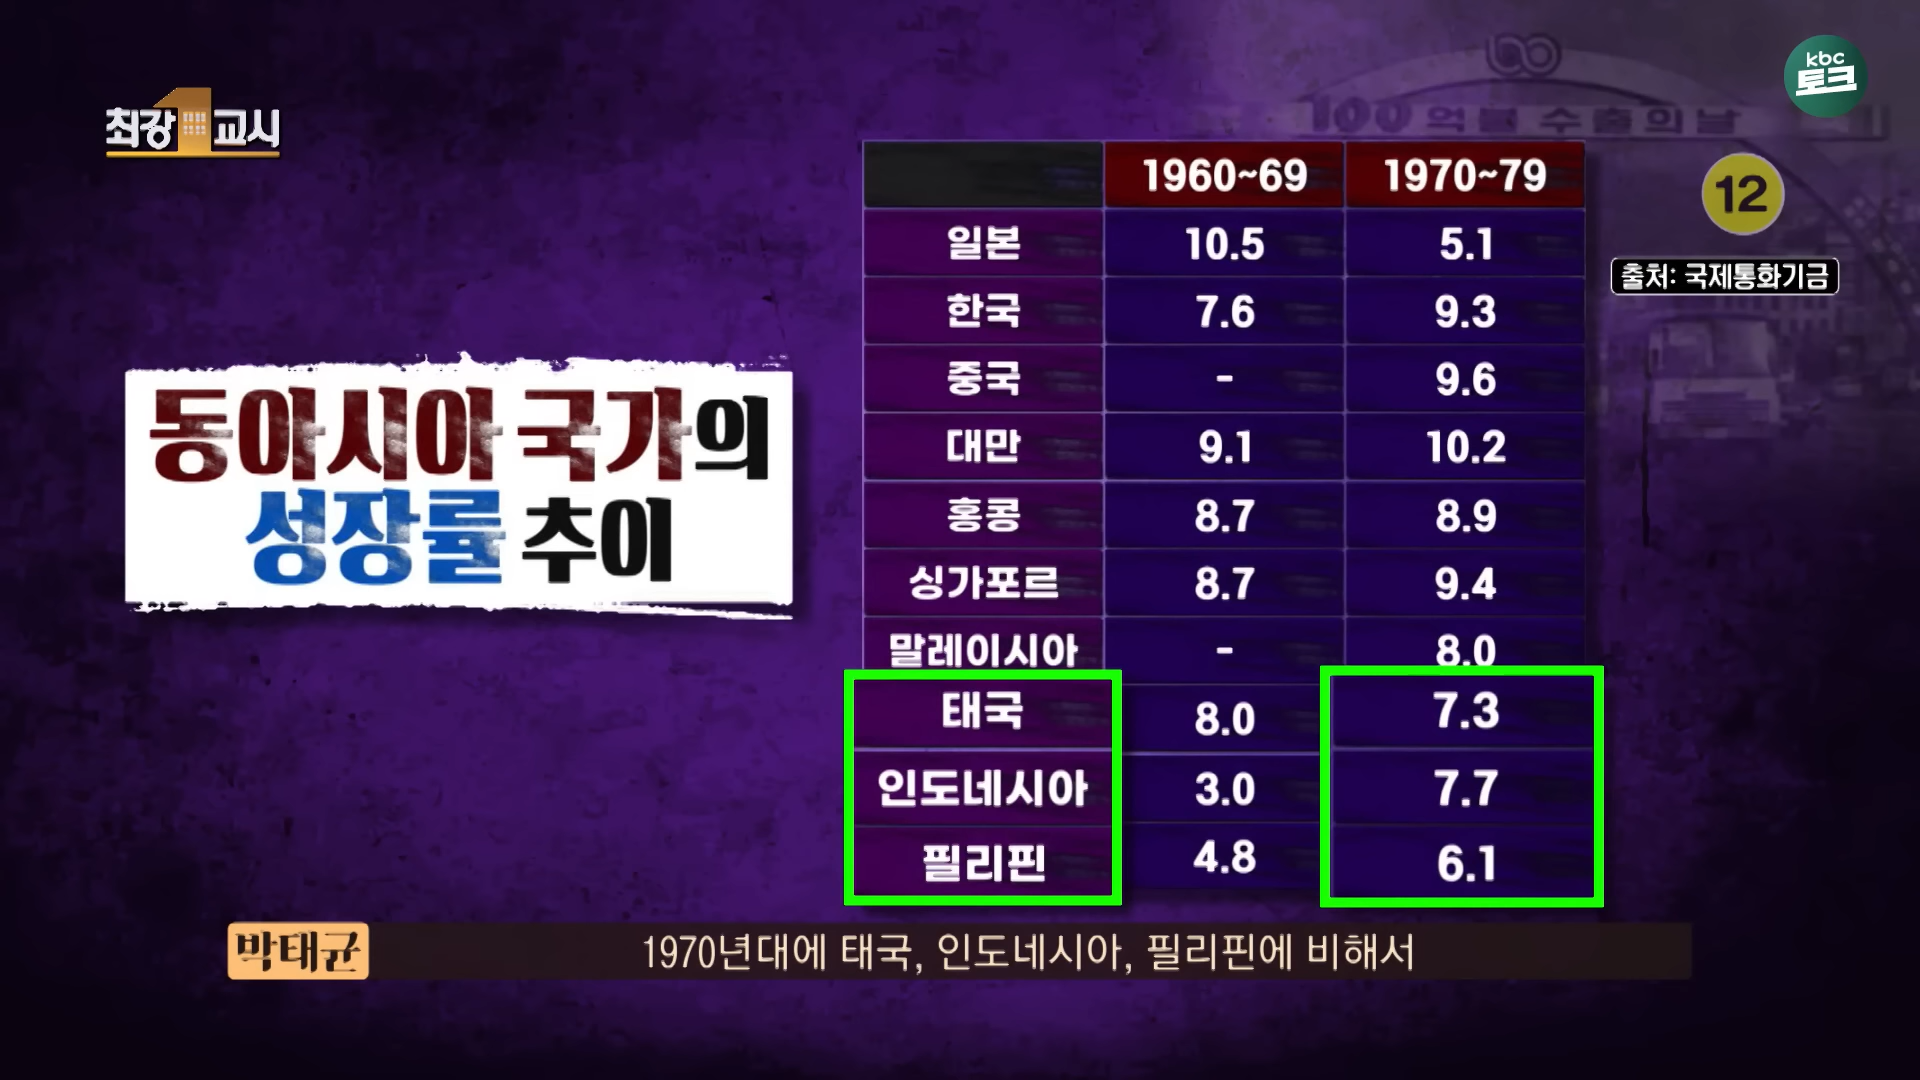 kbc
토크
최강1교시
100억불 수출의 날
12
출처: 국제통화기금
동아시아 국가의
성장률 추이
1960~69 1970~79
일본 10.5 5.1
한국 7.6 9.3
중국 - 9.6
대만 9.1 10.2
홍콩 8.7 8.9
싱가포르 8.7 9.4
말레이시아 - 8.0
태국 8.0 7.3
인도네시아 3.0 7.7
필리핀 4.8 6.1
박태균 1970년대에 태국, 인도네시아, 필리핀에 비해서